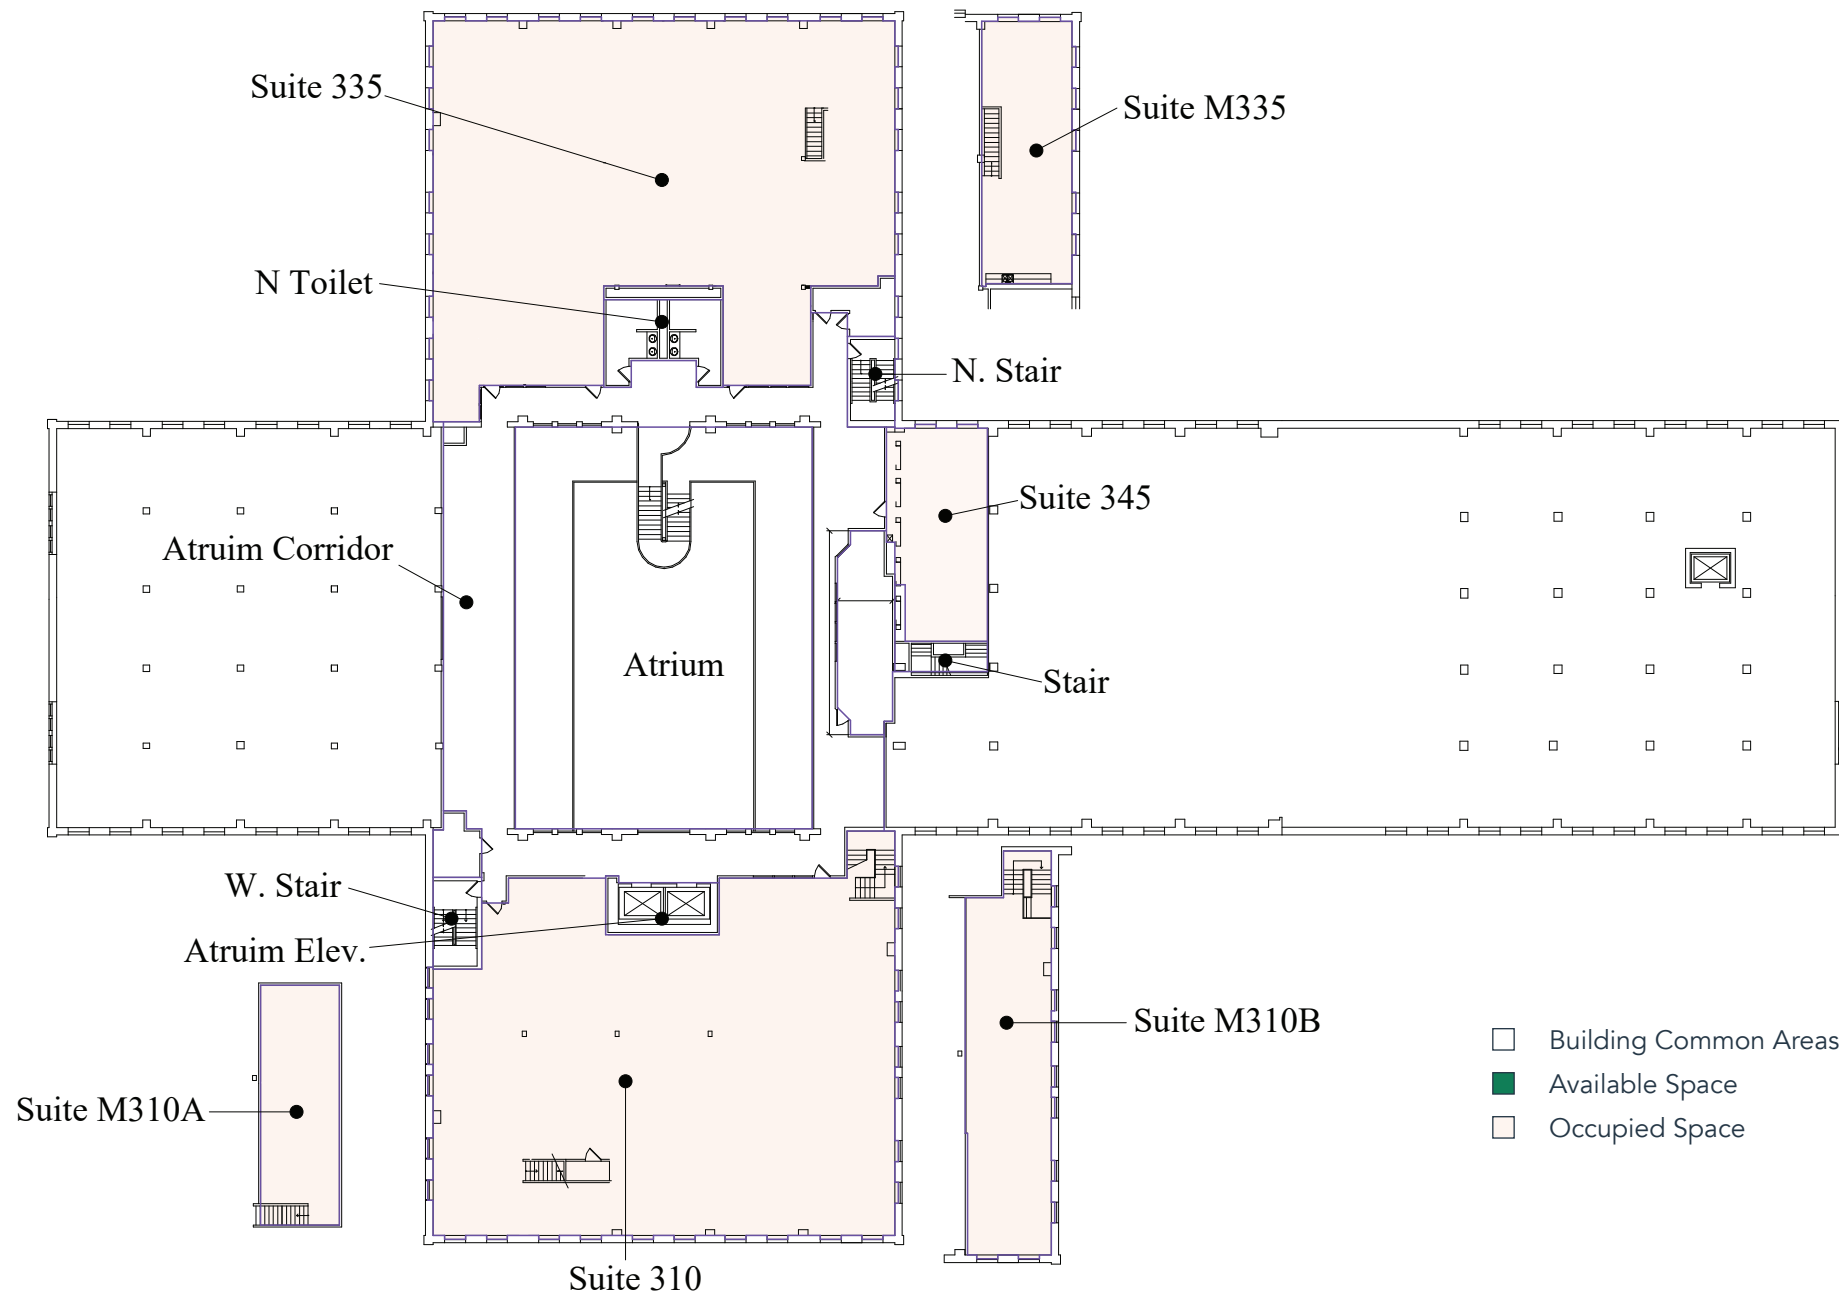 Suite 335
Suite M335
N Toilet
N. Stair
Suite 345
Atruim Corridor
Atrium
Stair
W. Stair
Atruim Elev.
Suite M310B
Suite M310A
Suite 310
Building Common Areas
Available Space
Occupied Space